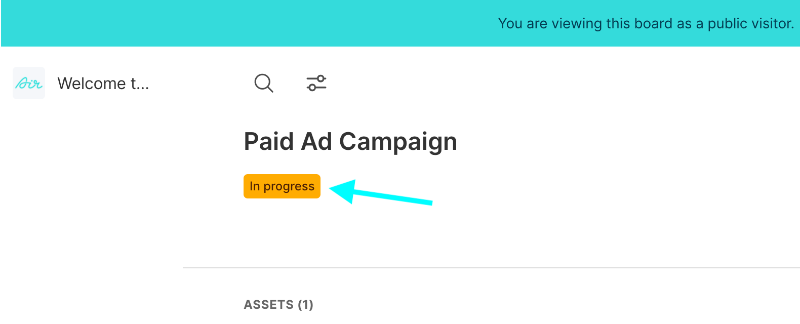 You are viewing this board as a public visitor.
Air Welcome t...
Paid Ad Campaign
In progress
ASSETS (1)